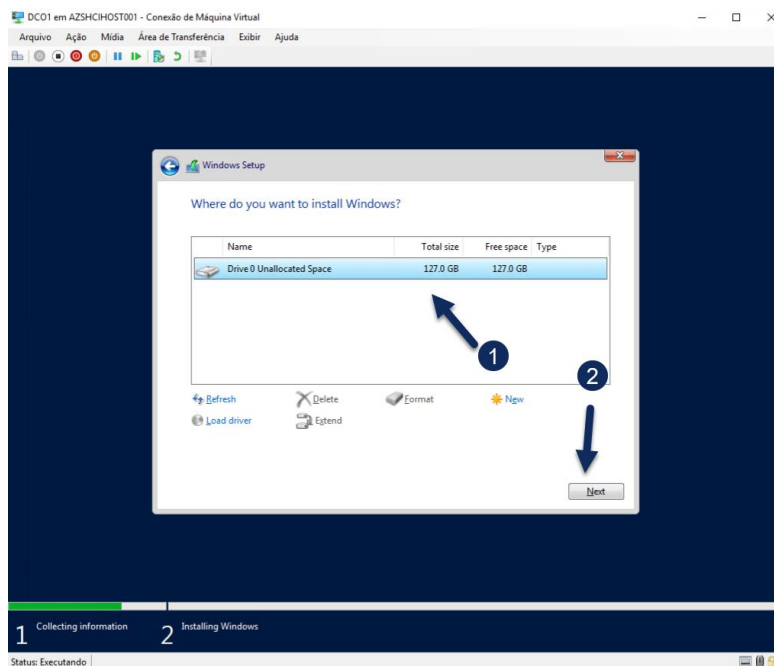 DCO1 em AZSHCIHOST001 - Conexão de Máquina Virtual
Arquivo Ação Mídia Área de Transferência Exibir Ajuda
Windows Setup
Where do you want to install Windows?
Name Total size Free space Type
Drive 0 Unallocated Space 127.0 GB 127.0 GB
1
2
Refresh Delete Format New
Load driver Extend
Next
1 Collecting information 2 Installing Windows
Status: Executando